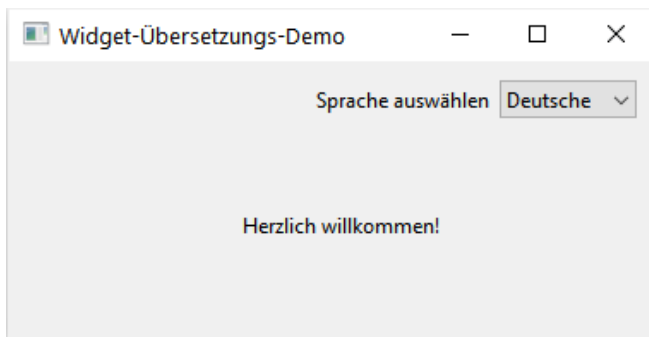 Widget-Übersetzungs-Demo
Sprache auswählen Deutsche
Herzlich willkommen!